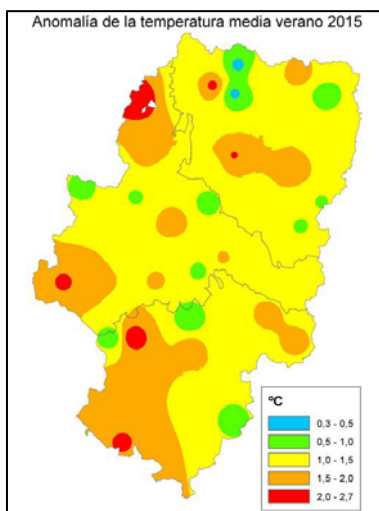 Anomalía de la temperatura media verano 2015
ºC
0,3 - 0,5
0,5 - 1,0
1,0 - 1,5
1,5 - 2,0
2,0 - 2,7